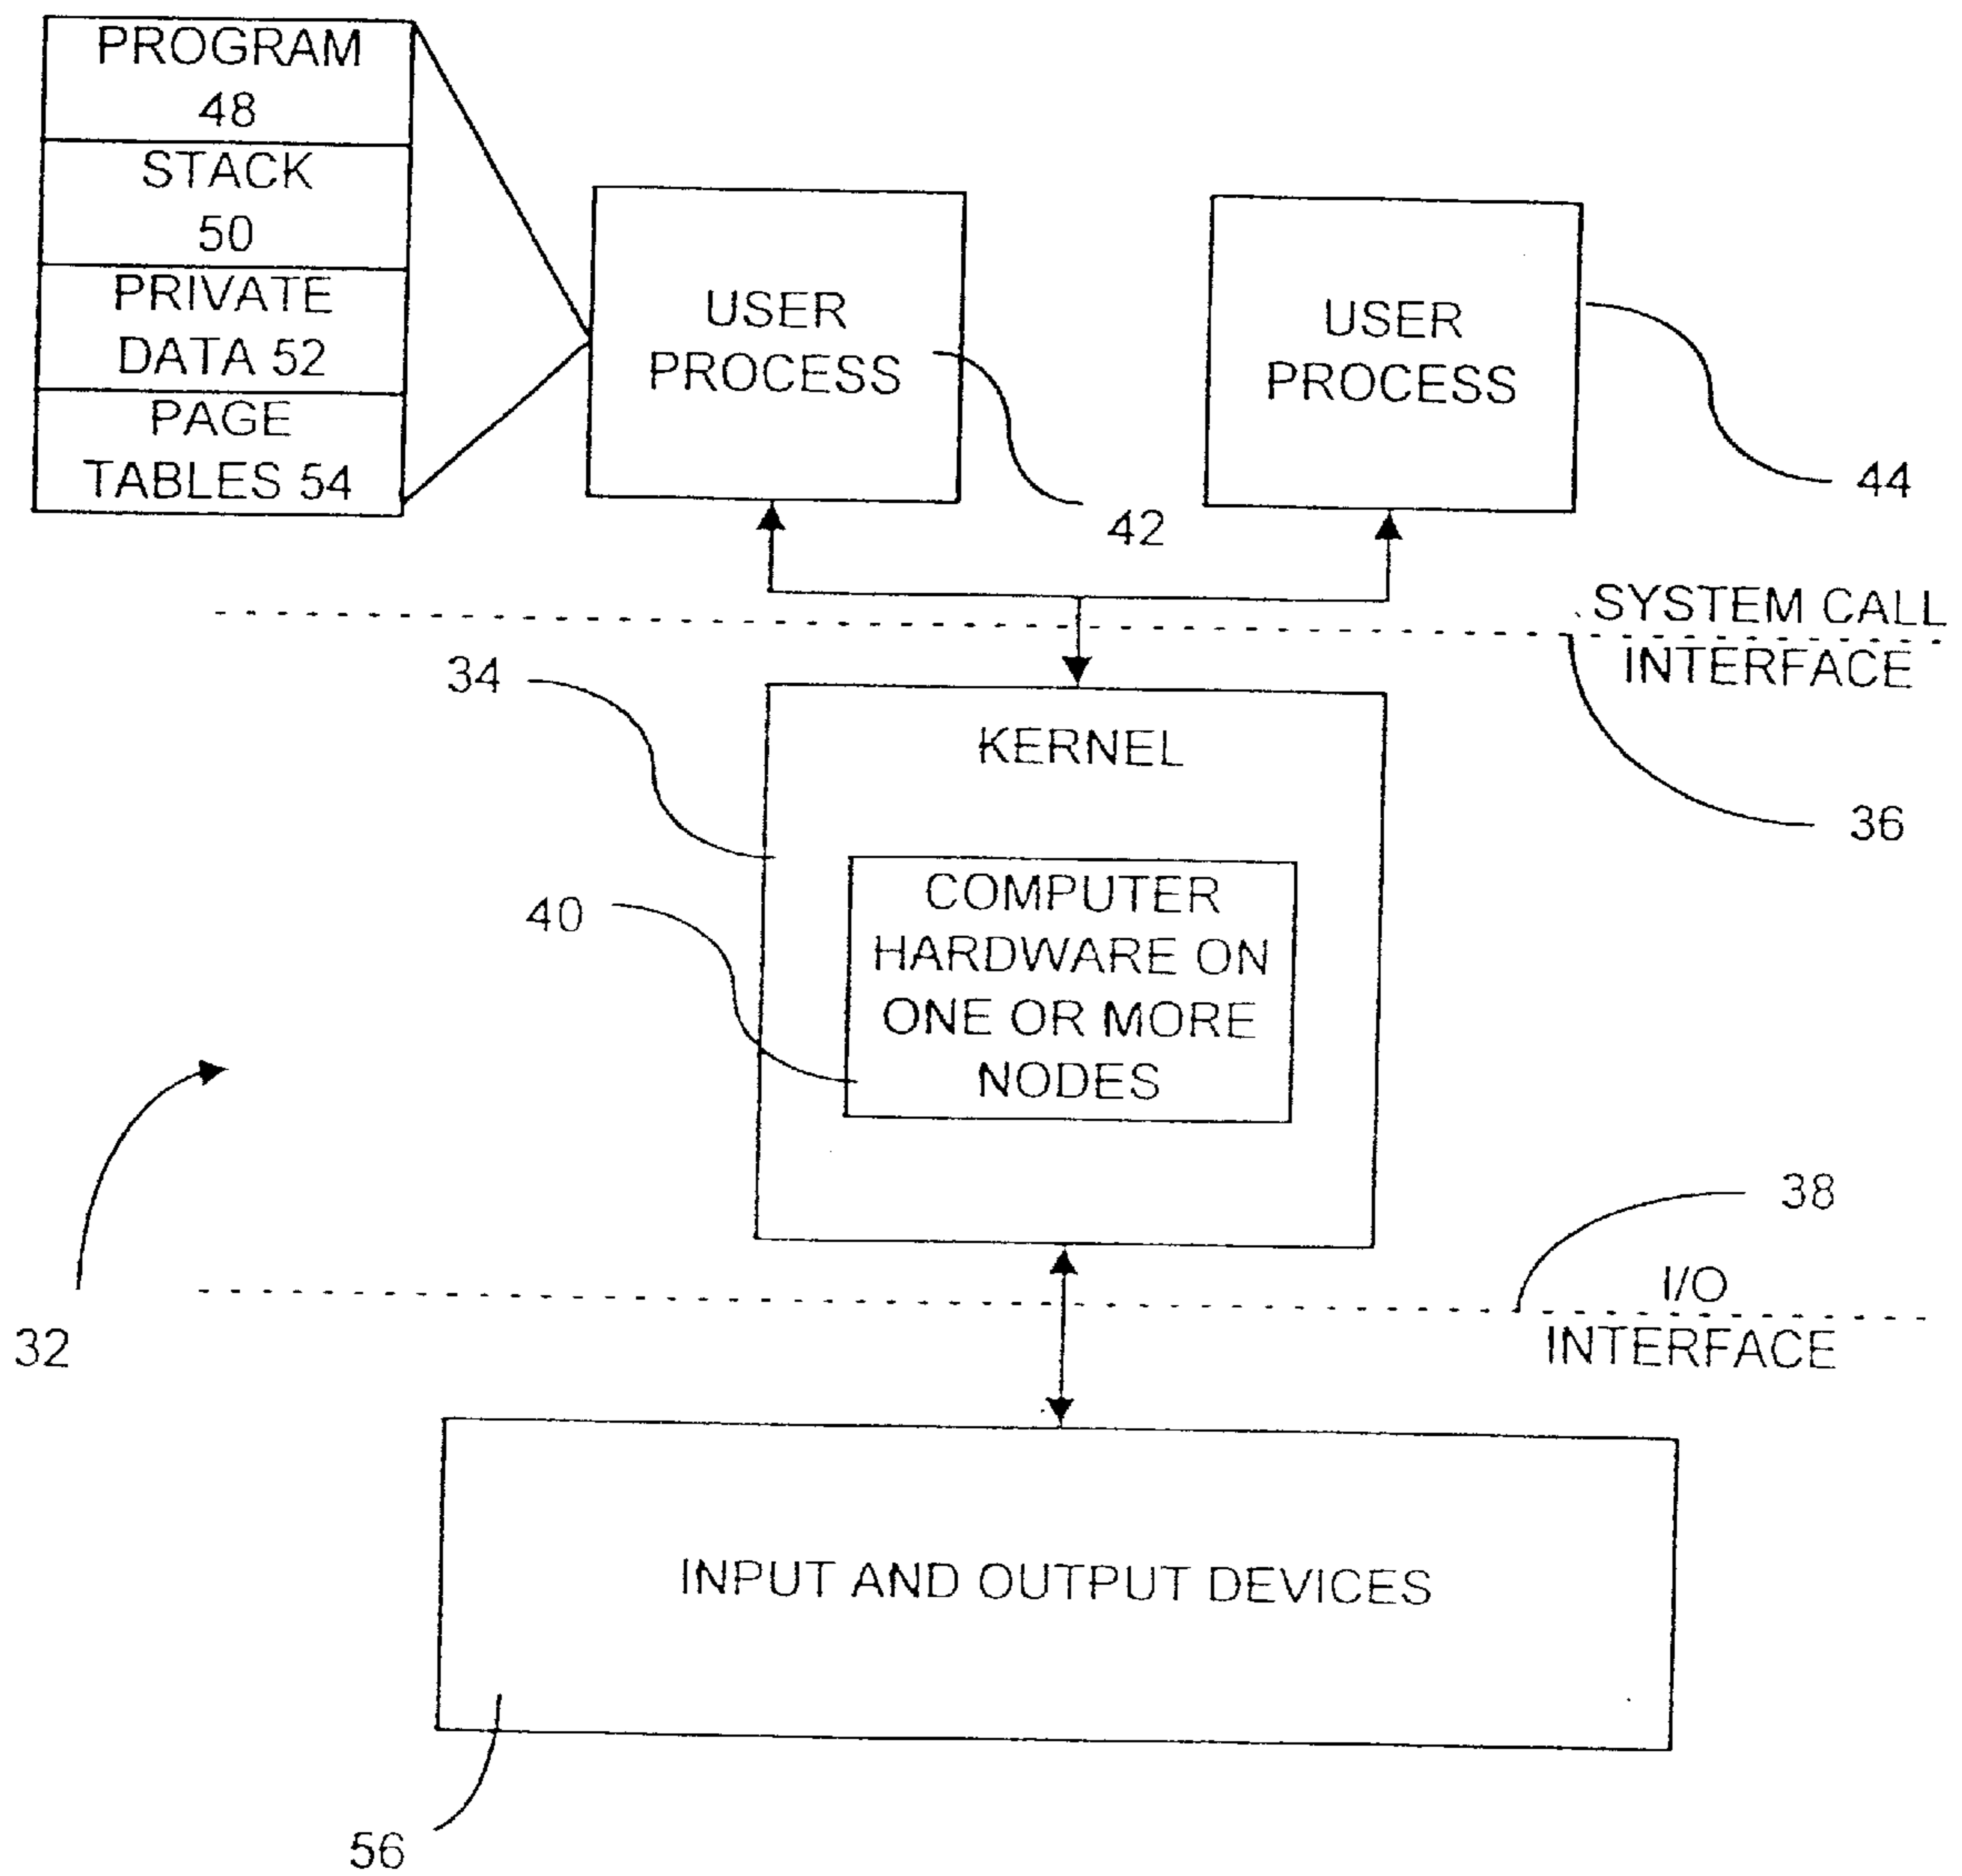 PROGRAM
48
STACK
50
PRIVATE
DATA 52
PAGE
TABLES 54
USER
PROCESS
42
USER
PROCESS
44
SYSTEM CALL
INTERFACE
36
34
KERNEL
40
COMPUTER
HARDWARE ON
ONE OR MORE
NODES
38
I/O
INTERFACE
32
INPUT AND OUTPUT DEVICES
56